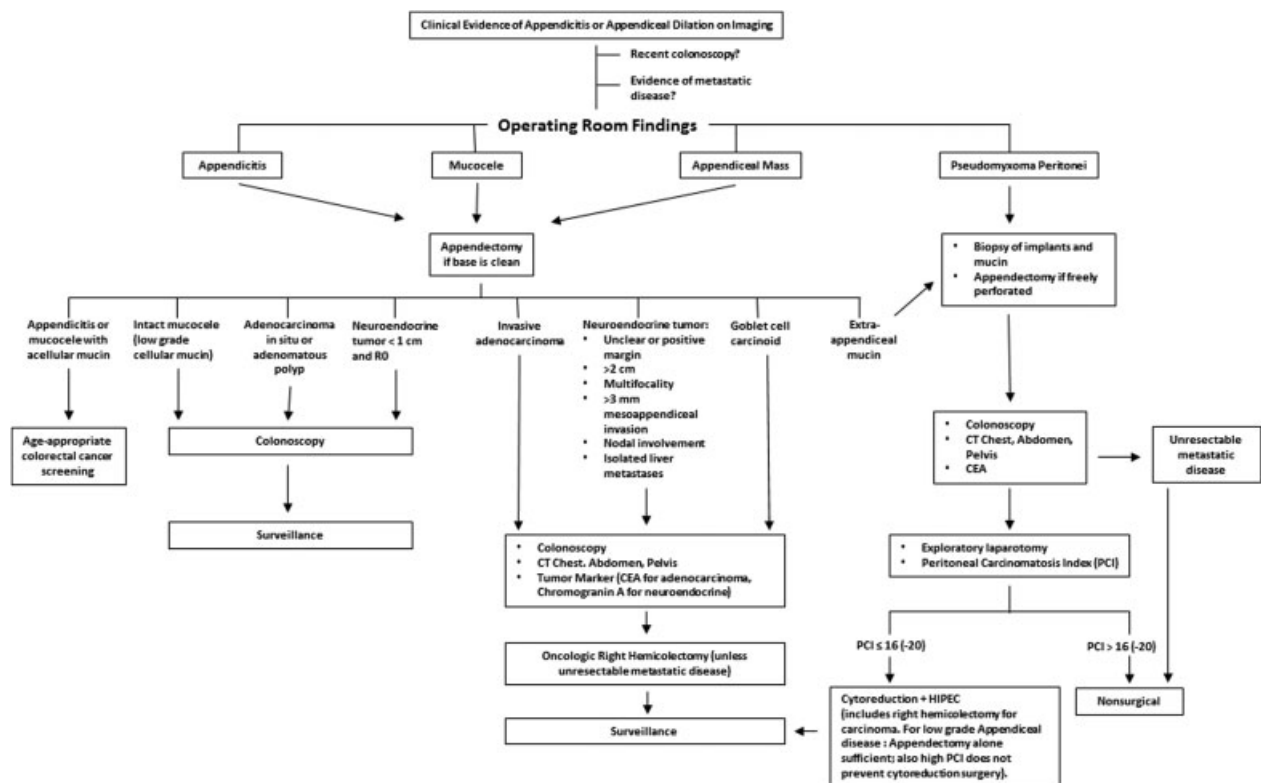 Clinical Evidence of Appendicitis or Appendiceal Dilation on Imaging
Recent colonoscopy?
Evidence of metastatic
disease?
Operating Room Findings
Appendicitis
Mucocele
Appendiceal Mass
Pseudomyxoma Peritonei
Appendectomy
if base is clean
• Biopsy of implants and
mucin
• Appendectomy if freely
perforated
Appendicitis or
mucocele with
acellular mucin
Intact mucocele
(low grade
cellular mucin)
Adenocarcinoma
in situ or
adenomatous
polyp
Neuroendocrine
tumor < 1 cm
and R0
Invasive
adenocarcinoma
Neuroendocrine tumor:
• Unclear or positive
margin
• >2 cm
• Multifocality
• >3 mm
mesoappendiceal
invasion
• Nodal involvement
• Isolated liver
metastases
Goblet cell
carcinoid
Extra-
appendiceal
mucin
Age-appropriate
colorectal cancer
screening
Colonoscopy
Surveillance
• Colonoscopy
• CT Chest, Abdomen,
Pelvis
• CEA
Unresectable
metastatic
disease
• Colonoscopy
• CT Chest. Abdomen, Pelvis
• Tumor Marker (CEA for adenocarcinoma,
Chromogranin A for neuroendocrine)
• Exploratory laparotomy
• Peritoneal Carcinomatosis Index (PCI)
Oncologic Right Hemicolectomy (unless
unresectable metastatic disease)
PCI ≤ 16 (-20)
PCI > 16 (-20)
Surveillance
Cytoreduction + HIPEC
(includes right hemicolectomy for
carcinoma. For low grade Appendiceal
disease : Appendectomy alone
sufficient; also high PCI does not
prevent cytoreduction surgery).
Nonsurgical